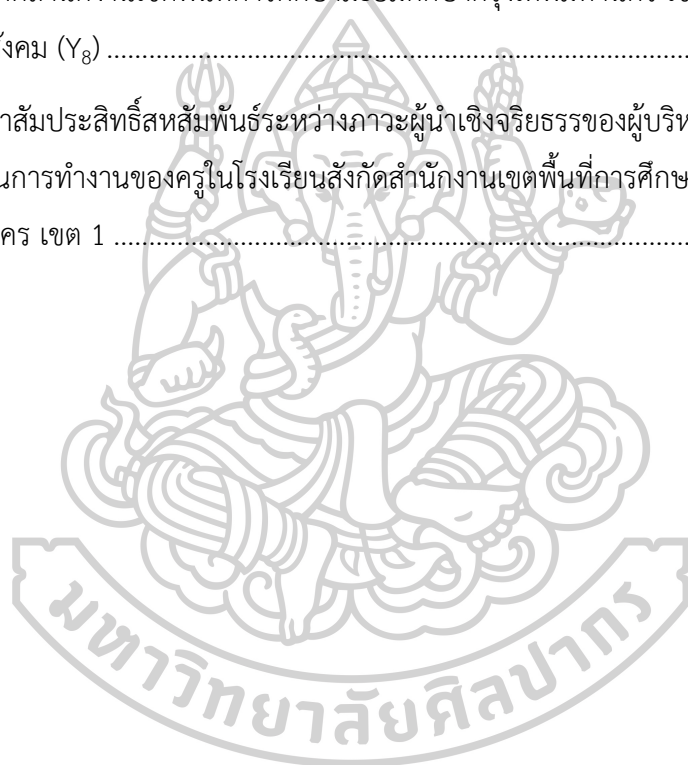 ังคม (Y₈) ........................................................................
าสัมประสิทธิ์สหสัมพันธ์ระหว่างภาวะผู้นำเชิงจริยธรรมของผู้บริห
นการทำงานของครูในโรงเรียนสังกัดสำนักงานเขตพื้นที่การศึกษ
คร เขต 1 ........................................................................
มหาวิทยาลัยศิลปากร